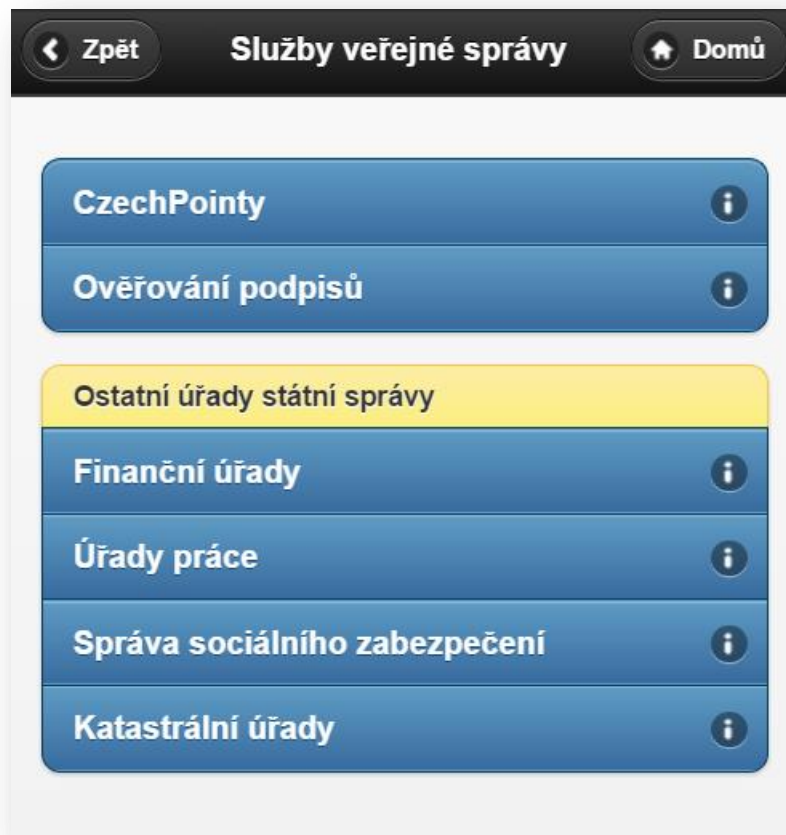 Zpět
Služby veřejné správy
Domů
CzechPointy
Ověřování podpisů
Ostatní úřady státní správy
Finanční úřady
Úřady práce
Správa sociálního zabezpečení
Katastrální úřady